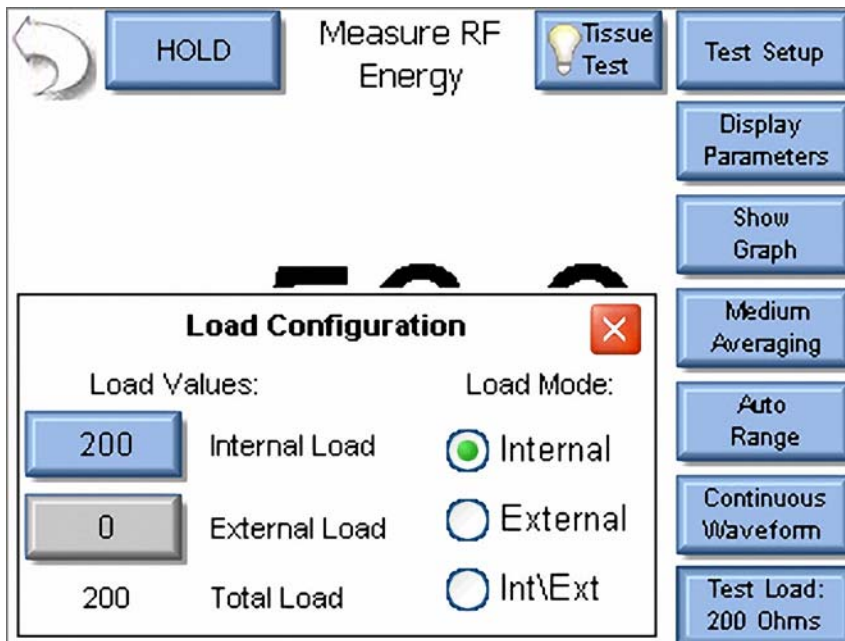 HOLD
Measure RF
Energy
Tissue
Test
Test Setup
Display
Parameters
Show
Graph
Medium
Averaging
Auto
Range
Continuous
Waveform
Test Load:
200 Ohms
Load Configuration
Load Values:
Load Mode:
200 Internal Load
Internal
0 External Load
External
200 Total Load
Int\Ext